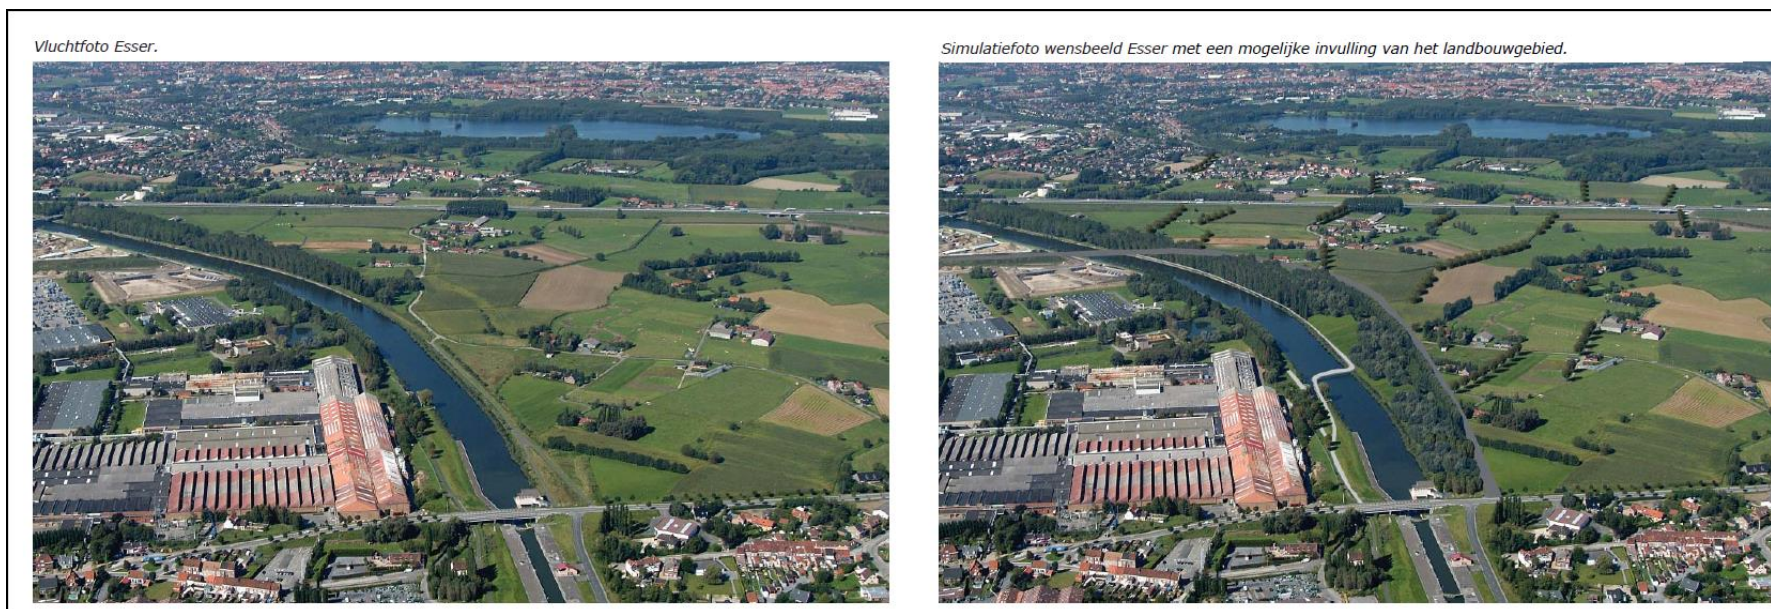 Vluchtfoto Esser.
Simulatiefoto wensbeeld Esser met een mogelijke invulling van het landbouwgebied.